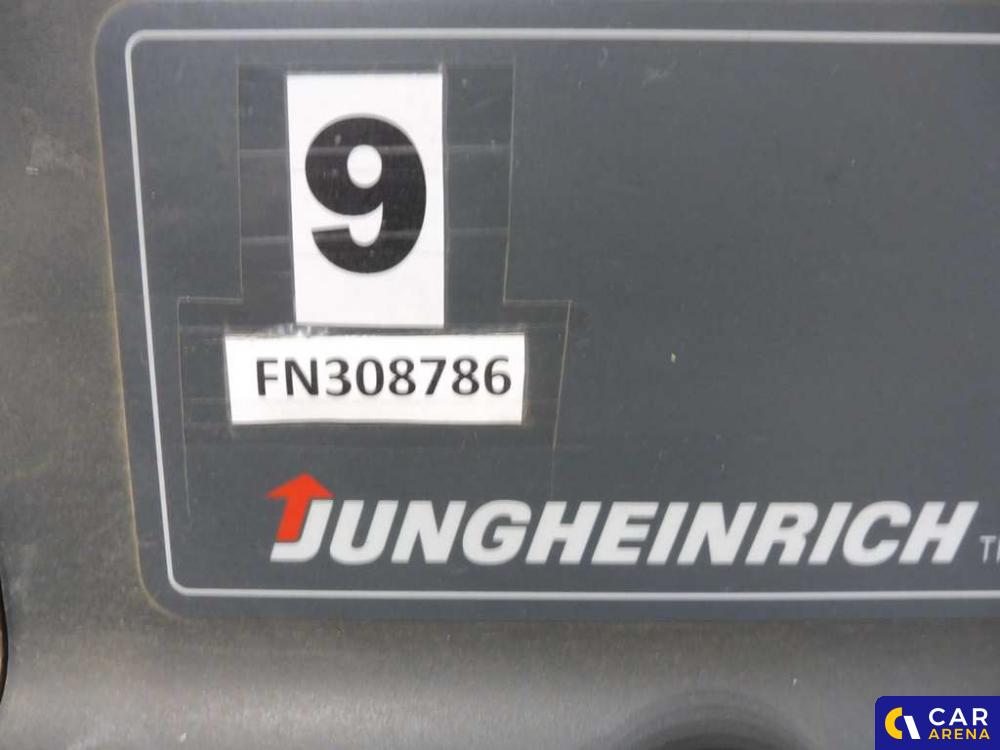 9
FN308786
JUNGHEINRICH
CAR
ARENA